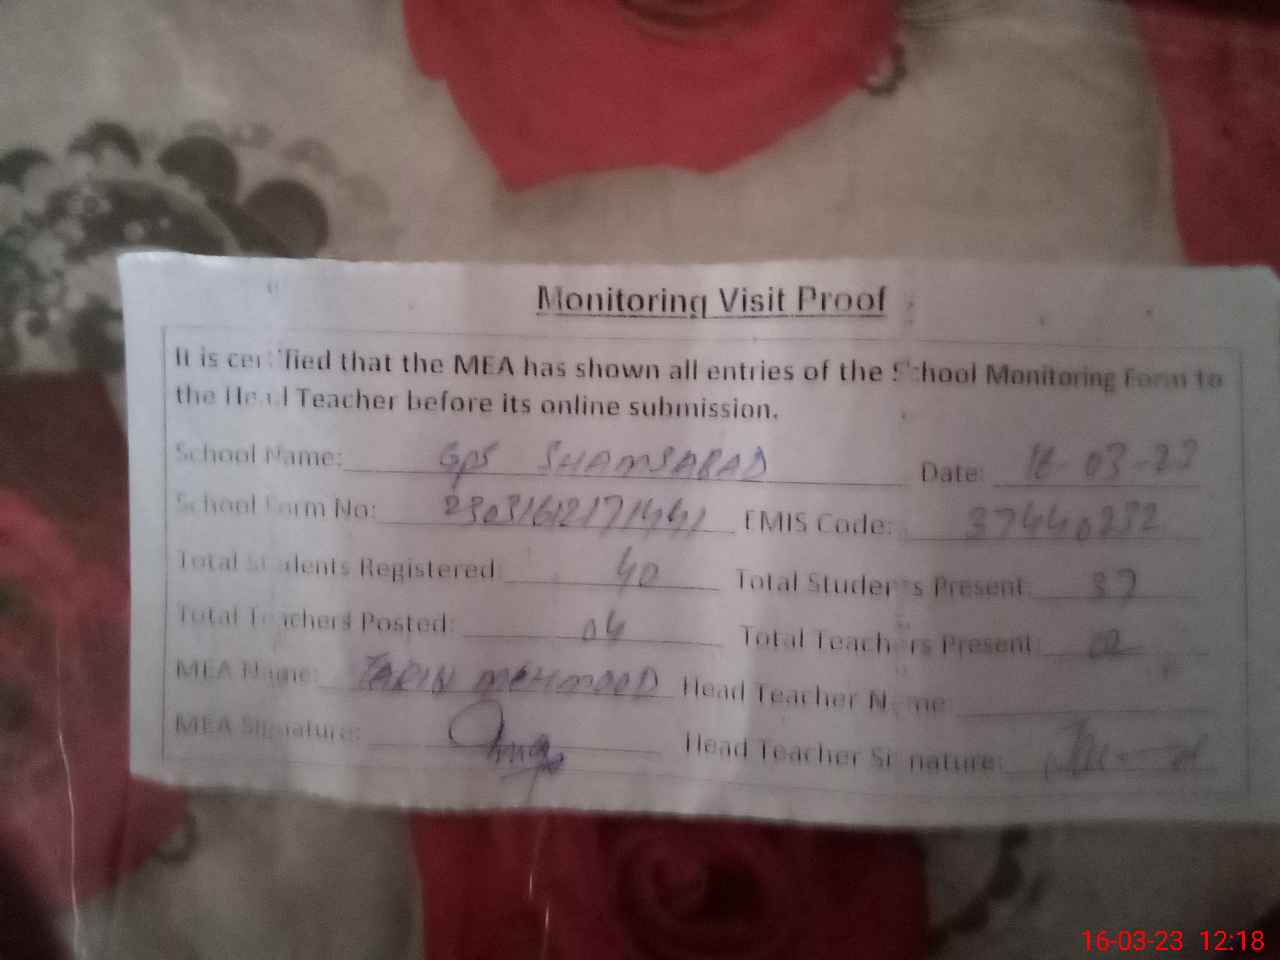 Monitoring Visit Proof
It is certified that the MEA has shown all entries of the School Monitoring Form to
the Head Teacher before its online submission.
School Name: GPS SHAMSABAD Date: 16-03-23
School Form No: EMIS Code: 37440232
Total Students Registered: 40 Total Students Present: 37
Total Teachers Posted: 04 Total Teachers Present: 02
MEA Name: MEHMOOD Head Teacher Name:
MEA Signature: Head Teacher Signature:
16-03-23 12:18